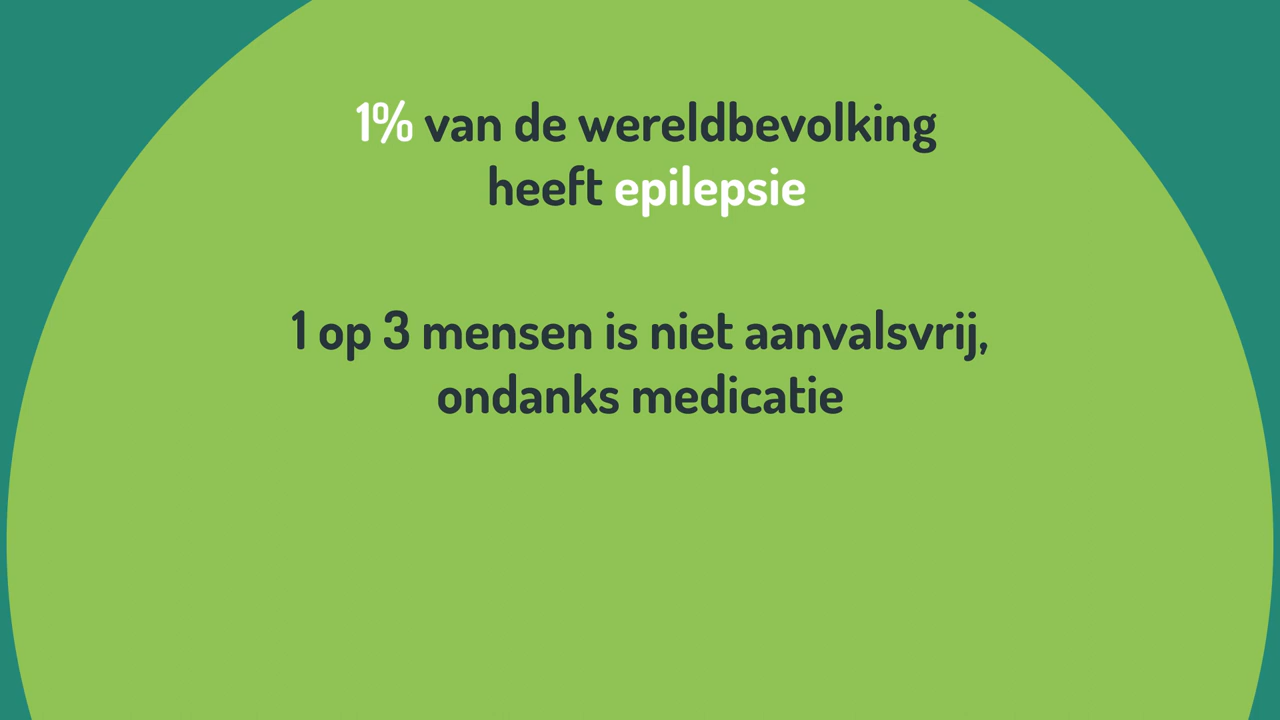 1% van de wereldbevolking
heeft epilepsie
1 op 3 mensen is niet aanvalsvrij,
ondanks medicatie